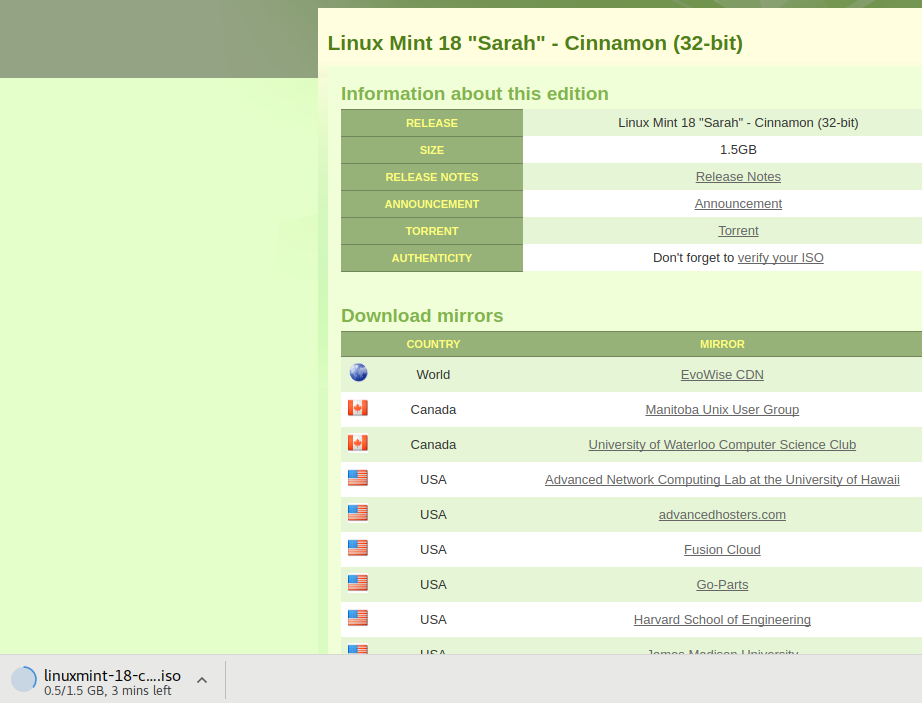 Linux Mint 18 "Sarah" - Cinnamon (32-bit)
Information about this edition
RELEASE Linux Mint 18 "Sarah" - Cinnamon (32-bit)
SIZE 1.5GB
RELEASE NOTES Release Notes
ANNOUNCEMENT Announcement
TORRENT Torrent
AUTHENTICITY Don't forget to verify your ISO
Download mirrors
COUNTRY MIRROR
World EvoWise CDN
Canada Manitoba Unix User Group
Canada University of Waterloo Computer Science Club
USA Advanced Network Computing Lab at the University of Hawaii
USA advancedhosters.com
USA Fusion Cloud
USA Go-Parts
USA Harvard School of Engineering
USA James Madison University
linuxmint-18-c....iso
0.5/1.5 GB, 3 mins left